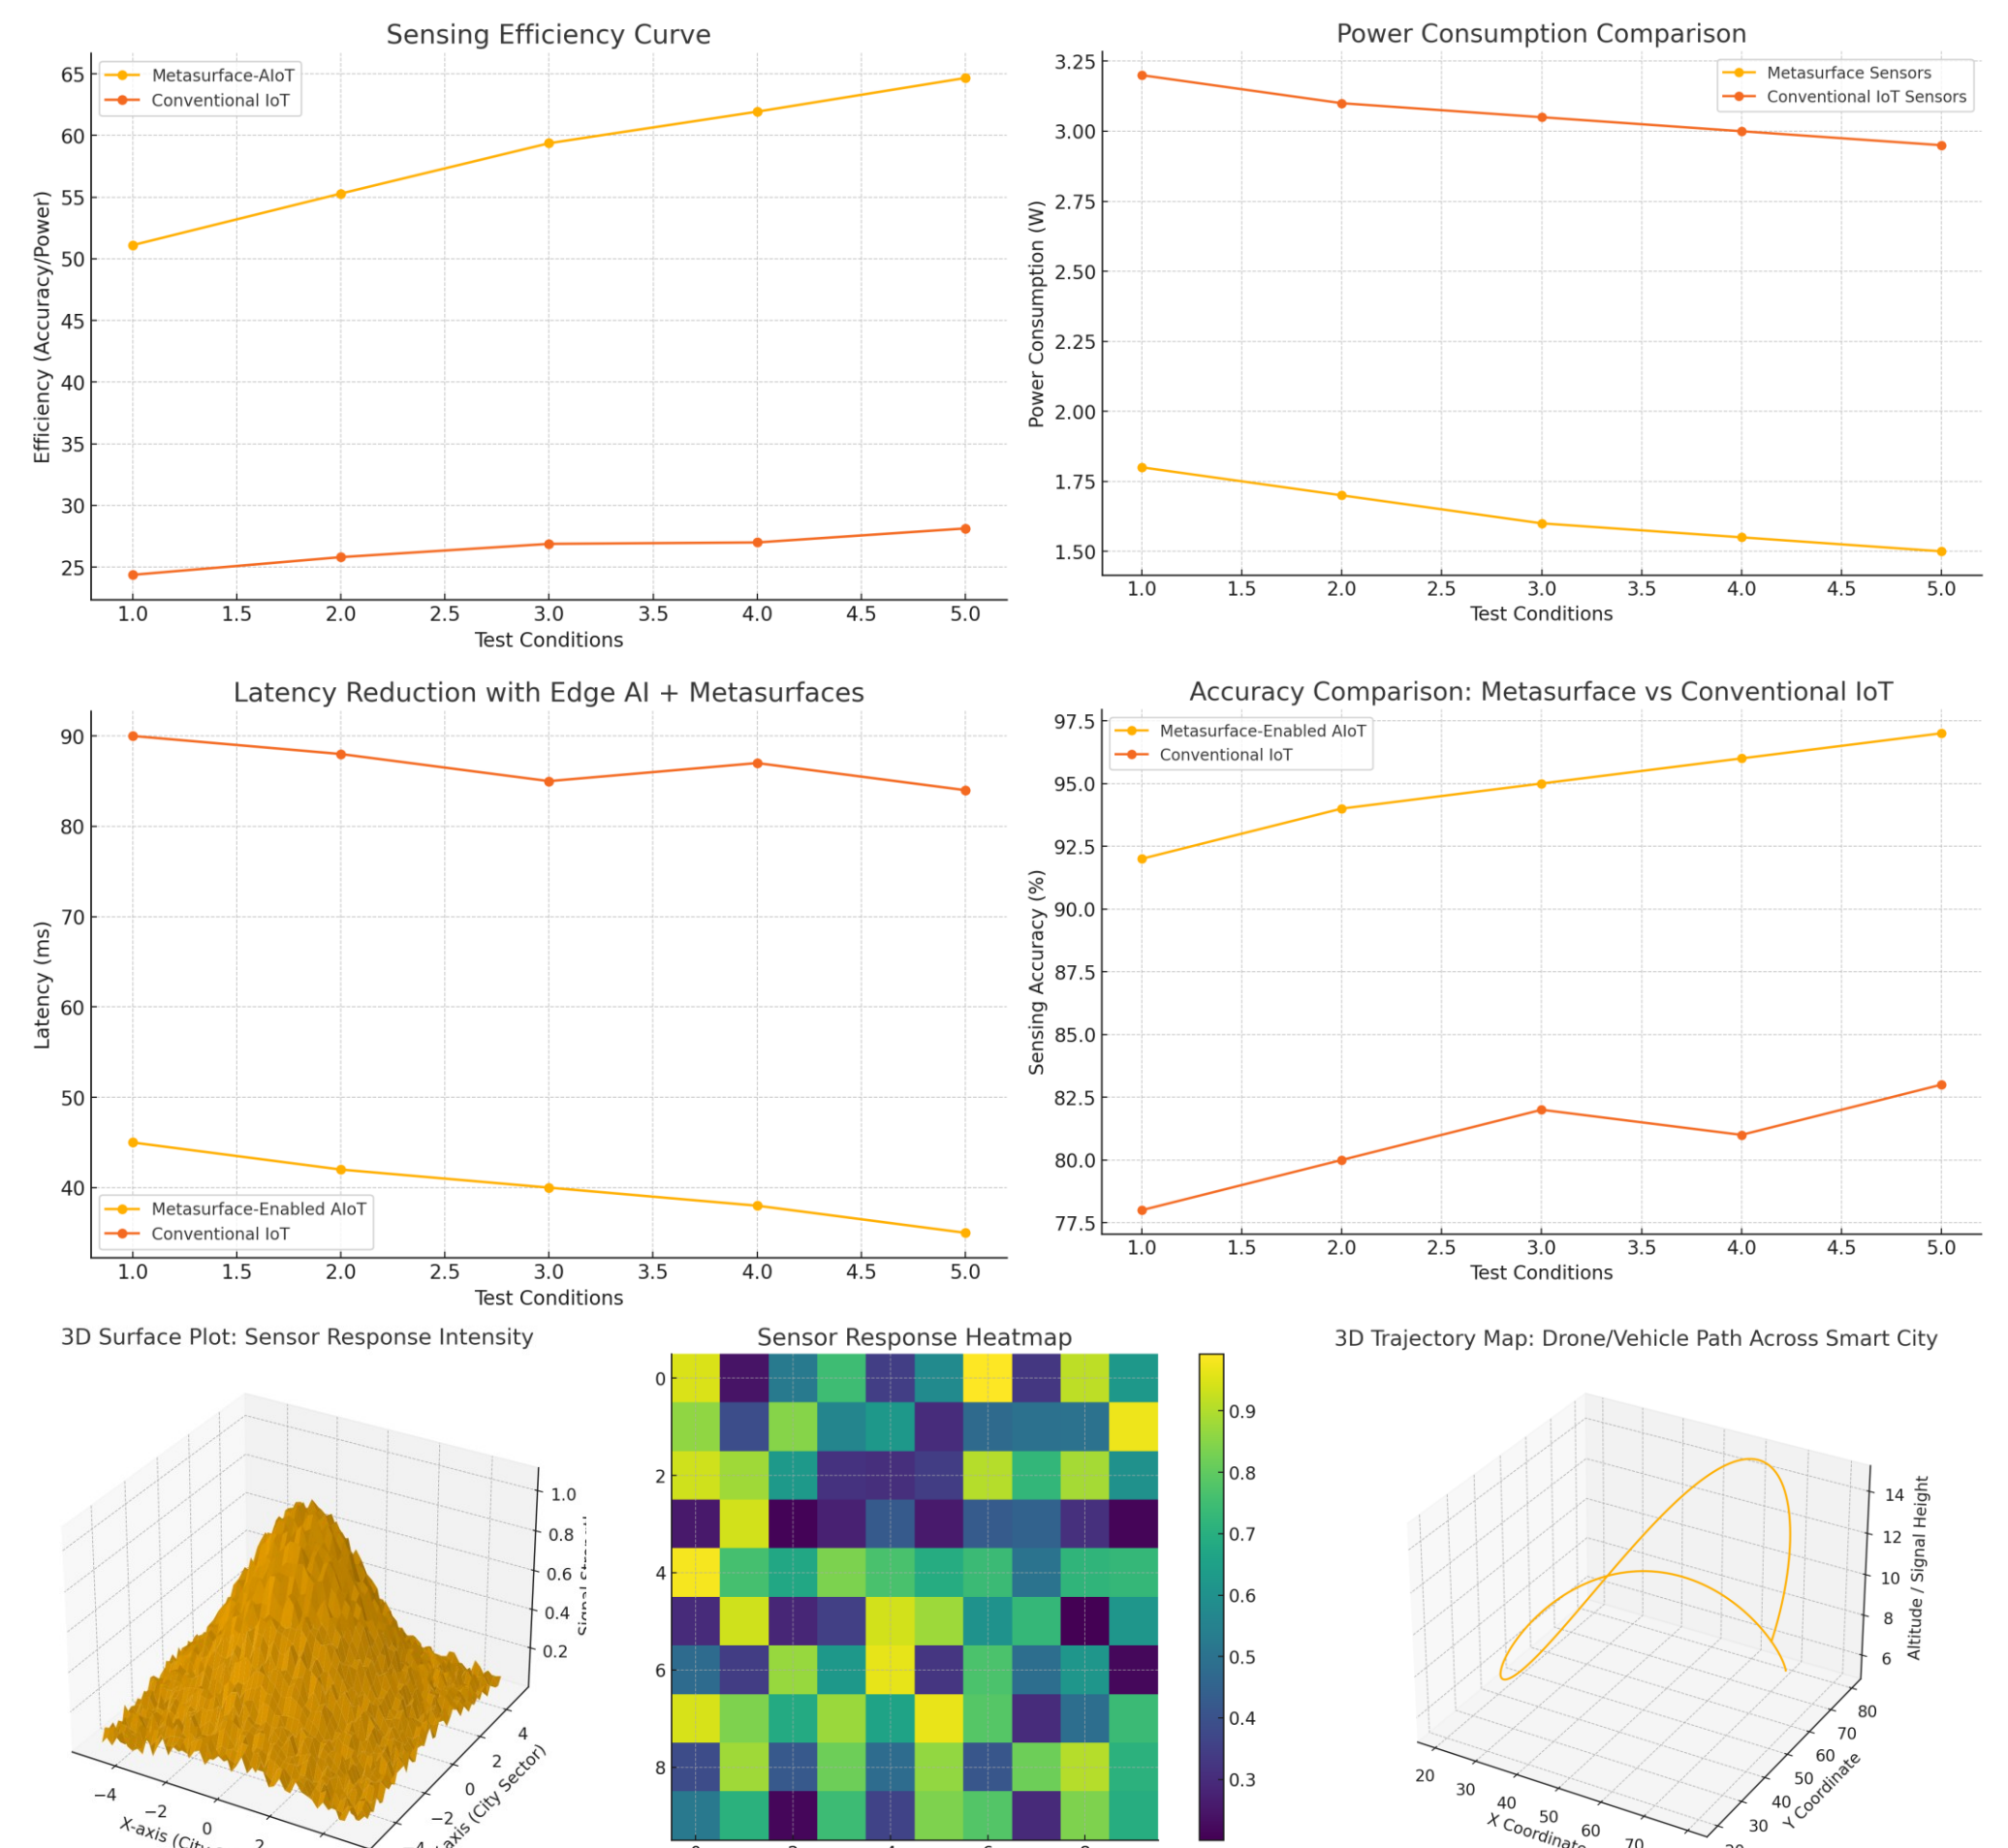 Sensing Efficiency Curve
Metasurface-AIoT
Conventional IoT
Efficiency (Accuracy/Power)
65
60
55
50
45
40
35
30
25
1.0 1.5 2.0 2.5 3.0 3.5 4.0 4.5 5.0
Test Conditions
Power Consumption Comparison
Metasurface Sensors
Conventional IoT Sensors
Power Consumption (W)
3.25
3.00
2.75
2.50
2.25
2.00
1.75
1.50
1.0 1.5 2.0 2.5 3.0 3.5 4.0 4.5 5.0
Test Conditions
Latency Reduction with Edge AI + Metasurfaces
Latency (ms)
90
80
70
60
50
40
Metasurface-Enabled AIoT
Conventional IoT
1.0 1.5 2.0 2.5 3.0 3.5 4.0 4.5 5.0
Test Conditions
Accuracy Comparison: Metasurface vs Conventional IoT
Metasurface-Enabled AIoT
Conventional IoT
Sensing Accuracy (%)
97.5
95.0
92.5
90.0
87.5
85.0
82.5
80.0
77.5
1.0 1.5 2.0 2.5 3.0 3.5 4.0 4.5 5.0
Test Conditions
3D Surface Plot: Sensor Response Intensity
1.0
0.8
0.6
0.4
0.2
4
2
0
−2
−4 −2 0 2
X-axis (City
axis (City Sector)
Sensor Response Heatmap
0
2
4
6
8
0.9
0.8
0.7
0.6
0.5
0.4
0.3
3D Trajectory Map: Drone/Vehicle Path Across Smart City
14
12
10
8
6
Altitude / Signal Height
80
70
60
50
40
30
Y Coordinate
20 30 40 50 60 70
X Coordinate